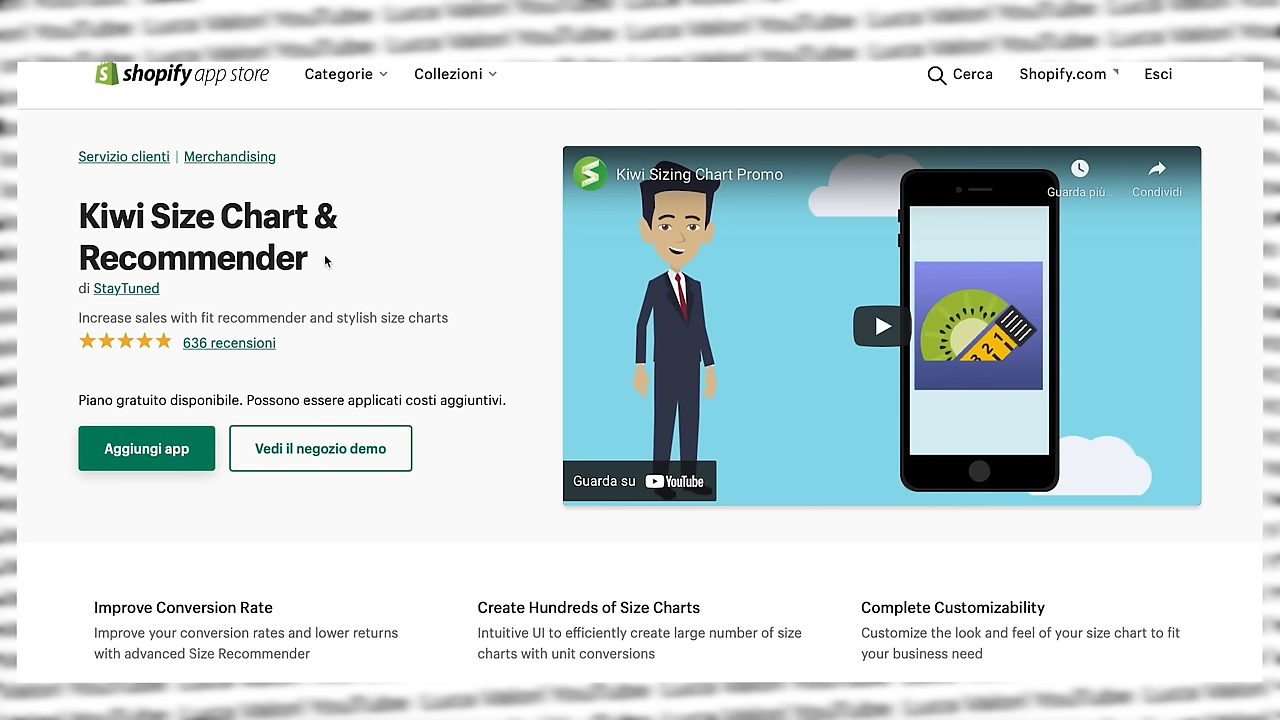 shopify app store
Categorie
Collezioni
Cerca
Shopify.com
Esci
Servizio clienti | Merchandising
Kiwi Size Chart &
Recommender
di StayTuned
Increase sales with fit recommender and stylish size charts
636 recensioni
Piano gratuito disponibile. Possono essere applicati costi aggiuntivi.
Aggiungi app
Vedi il negozio demo
Kiwi Sizing Chart Promo
Guarda più...
Condividi
3 2 1
Guarda su YouTube
Improve Conversion Rate
Improve your conversion rates and lower returns
with advanced Size Recommender
Create Hundreds of Size Charts
Intuitive UI to efficiently create large number of size
charts with unit conversions
Complete Customizability
Customize the look and feel of your size chart to fit
your business need